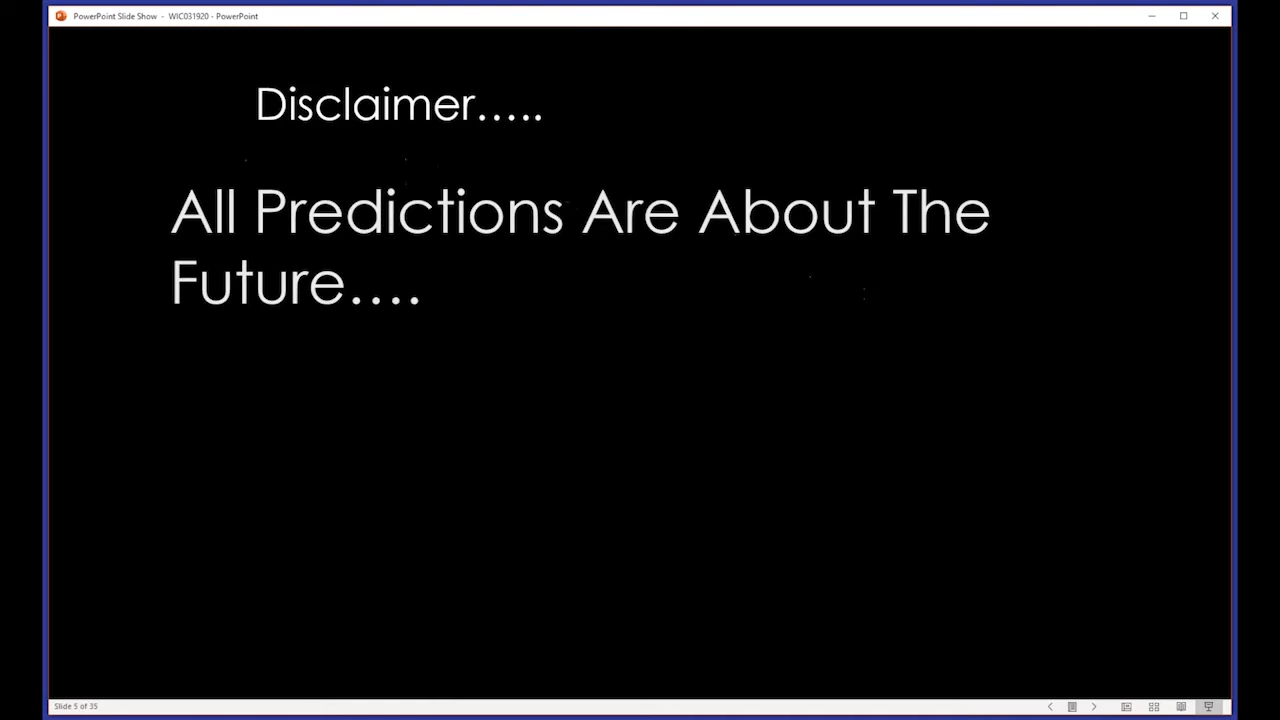 PowerPoint Slide Show - WIC031920 - PowerPoint
Disclaimer.....
All Predictions Are About The
Future....
Slide 5 of 35